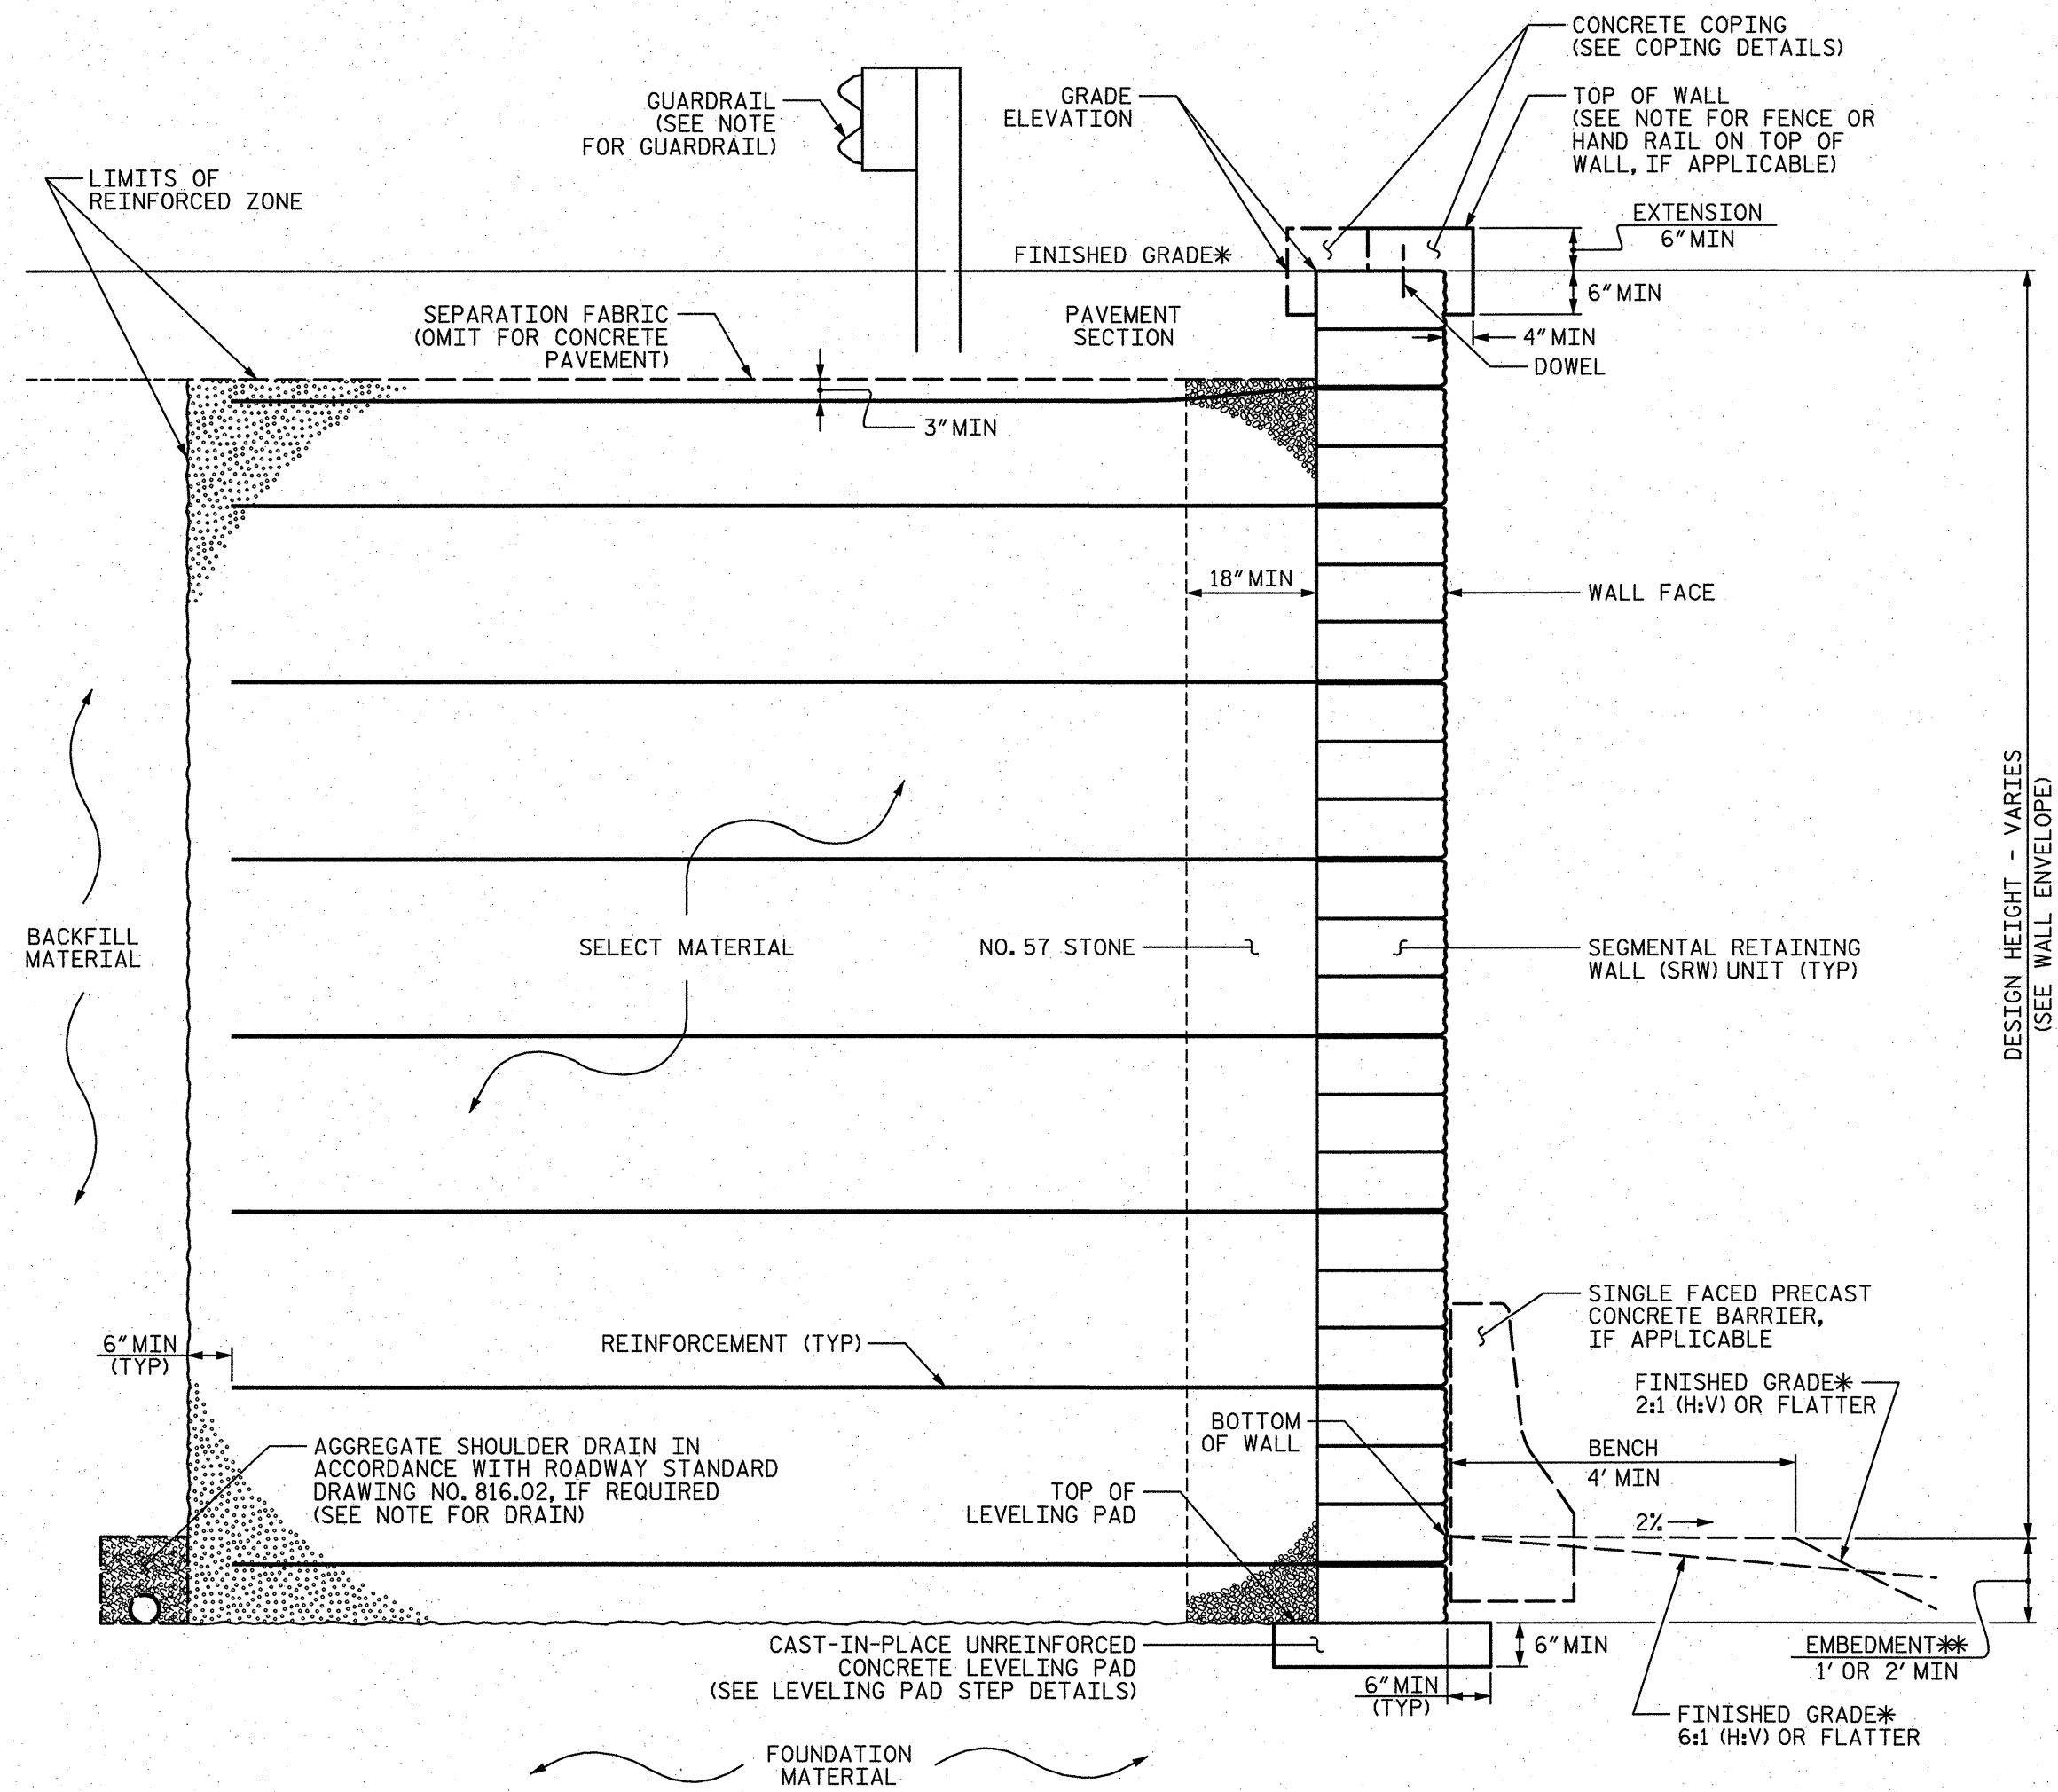 CONCRETE COPING
(SEE COPING DETAILS)
GUARDRAIL
(SEE NOTE
FOR GUARDRAIL)
GRADE
ELEVATION
TOP OF WALL
(SEE NOTE FOR FENCE OR
HAND RAIL ON TOP OF
WALL, IF APPLICABLE)
LIMITS OF
REINFORCED ZONE
EXTENSION
6" MIN
FINISHED GRADE*
6" MIN
SEPARATION FABRIC
(OMIT FOR CONCRETE
PAVEMENT)
PAVEMENT
SECTION
4" MIN
DOWEL
3" MIN
18" MIN
WALL FACE
DESIGN HEIGHT - VARIES
(SEE WALL ENVELOPE)
BACKFILL
MATERIAL
SELECT MATERIAL
NO. 57 STONE
SEGMENTAL RETAINING
WALL (SRW) UNIT (TYP)
SINGLE FACED PRECAST
CONCRETE BARRIER,
IF APPLICABLE
6" MIN
(TYP)
REINFORCEMENT (TYP)
FINISHED GRADE*
2:1 (H:V) OR FLATTER
BOTTOM
OF WALL
AGGREGATE SHOULDER DRAIN IN
ACCORDANCE WITH ROADWAY STANDARD
DRAWING NO. 816.02, IF REQUIRED
(SEE NOTE FOR DRAIN)
BENCH
4' MIN
TOP OF
LEVELING PAD
2%
CAST-IN-PLACE UNREINFORCED
CONCRETE LEVELING PAD
(SEE LEVELING PAD STEP DETAILS)
6" MIN
6" MIN
(TYP)
EMBEDMENT**
1' OR 2' MIN
FINISHED GRADE*
6:1 (H:V) OR FLATTER
FOUNDATION
MATERIAL